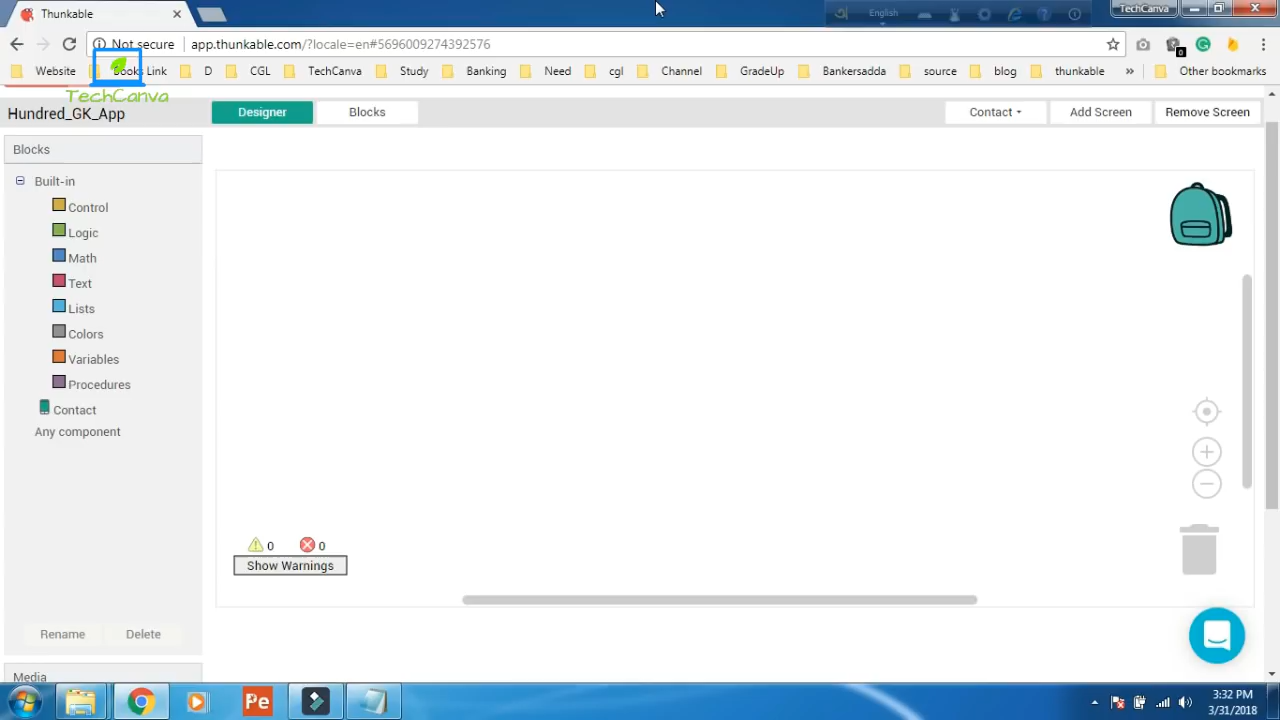 Thunkable
English
TechCanva
Not secure
app.thunkable.com/?locale=en#5696009274392576
0
Website
Books Link
D
CGL
TechCanva
Study
Banking
Need
cgl
Channel
GradeUp
Bankersadda
source
blog
thunkable
»
Other bookmarks
TechCanva
Hundred_GK_App
Designer
Blocks
Contact
Add Screen
Remove Screen
Blocks
Built-in
Control
Logic
Math
Text
Lists
Colors
Variables
Procedures
Contact
Any component
0
0
Show Warnings
Rename
Delete
Media
Pe
3:32 PM
3/31/2018